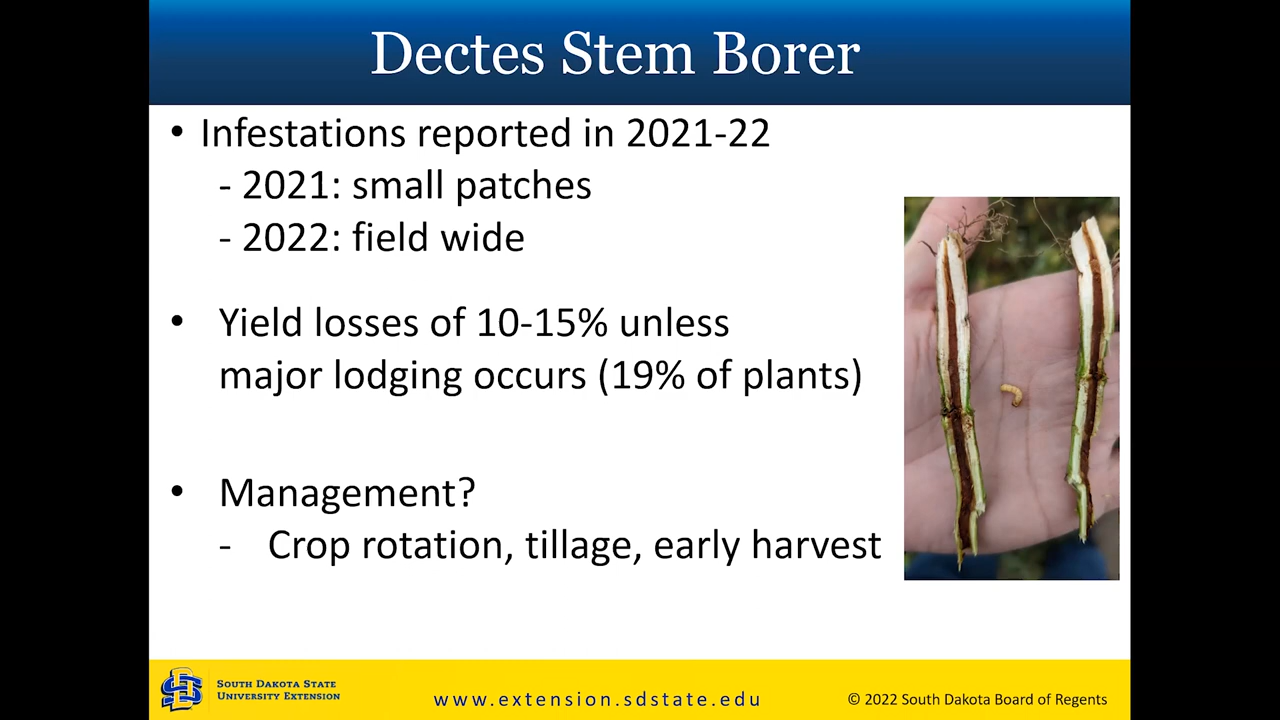 Dectes Stem Borer
• Infestations reported in 2021-22
- 2021: small patches
- 2022: field wide
• Yield losses of 10-15% unless
major lodging occurs (19% of plants)
• Management?
- Crop rotation, tillage, early harvest
SOUTH DAKOTA STATE
UNIVERSITY EXTENSION
www.extension.sdstate.edu
© 2022 South Dakota Board of Regents